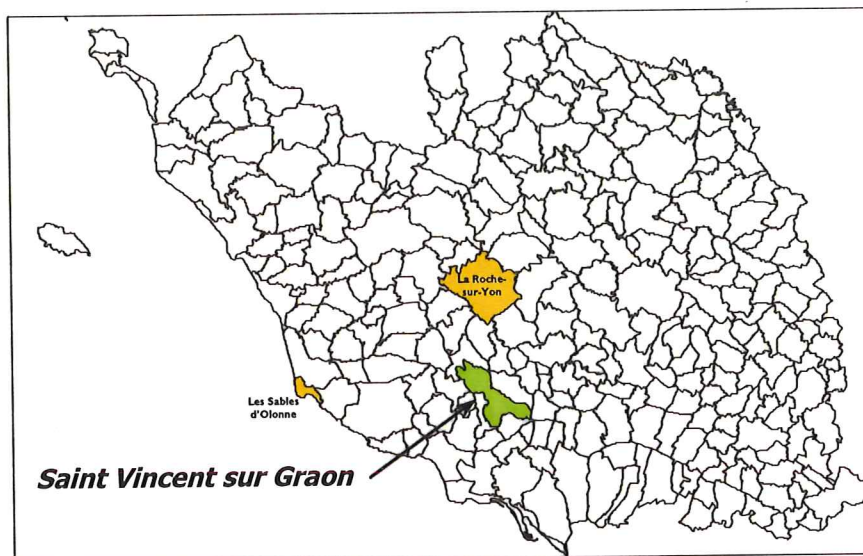 La Roche-
sur-Yon
Les Sables
d'Olonne
Saint Vincent sur Graon